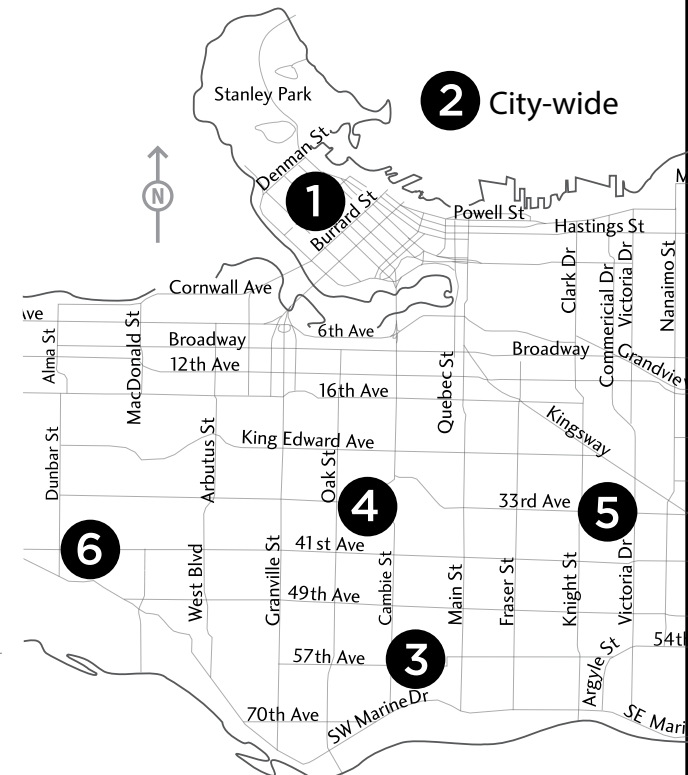 Stanley Park
2 City-wide
Denman St
N
1
Burrard St
Powell St
Hastings St
Clark Dr
Commericial Dr
Victoria Dr
Nanaimo St
M
Cornwall Ave
Ave
6th Ave
Alma St
MacDonald St
Broadway
Broadway
12th Ave
Grandvie
16th Ave
Quebec St
Kingsway
King Edward Ave
Dunbar St
Arbutus St
Oak St
4
33rd Ave
5
6
41st Ave
West Blvd
Granville St
49th Ave
Cambie St
Main St
Fraser St
Knight St
Victoria Dr
57th Ave
3
Argyle St
54th
70th Ave
SW Marine Dr
SE Mari